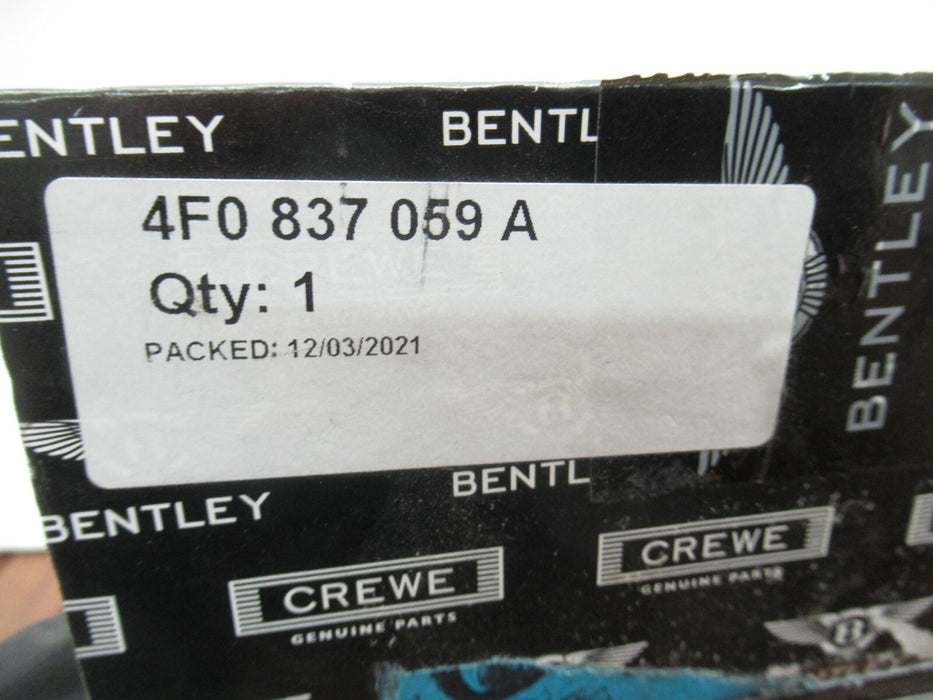 ENTLEY
BENTL
BENTLEY
4F0 837 059 A
Qty: 1
PACKED: 12/03/2021
CREWE
BENTL
BENTLEY
CREWE
GENUINE PARTS
CREWE
GENUINE PARTS
B